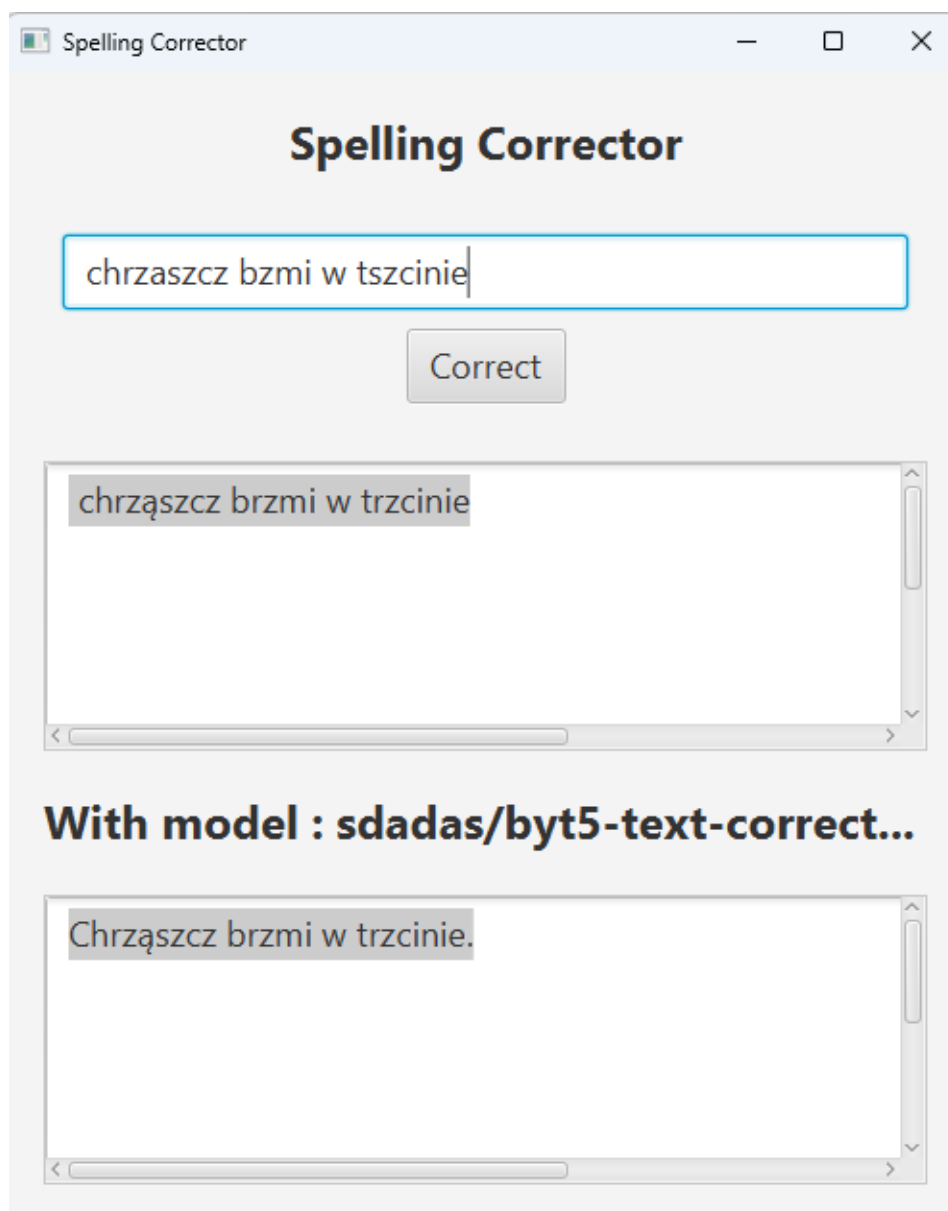 Spelling Corrector
Spelling Corrector
chrzaszcz bzmi w tszcinie
Correct
chrząszcz brzmi w trzcinie
With model : sdadas/byt5-text-correct...
Chrząszcz brzmi w trzcinie.